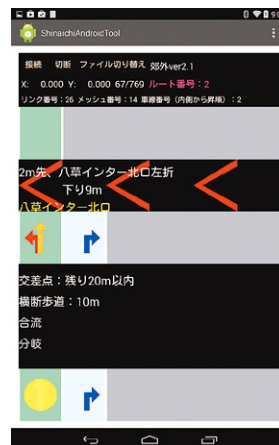 ShinaichiAndroidTool
接続 切断 ファイル切り替え 郊外ver2.1
X: 0.000 Y: 0.000 67/769 ルート番号：2
リンク番号：26 メッシュ番号：14 車線番号（内側から昇順）：2
2m先、八草インター北口左折
下り9m
八草インター北口
交差点：残り20m以内
横断歩道：10m
合流
分岐